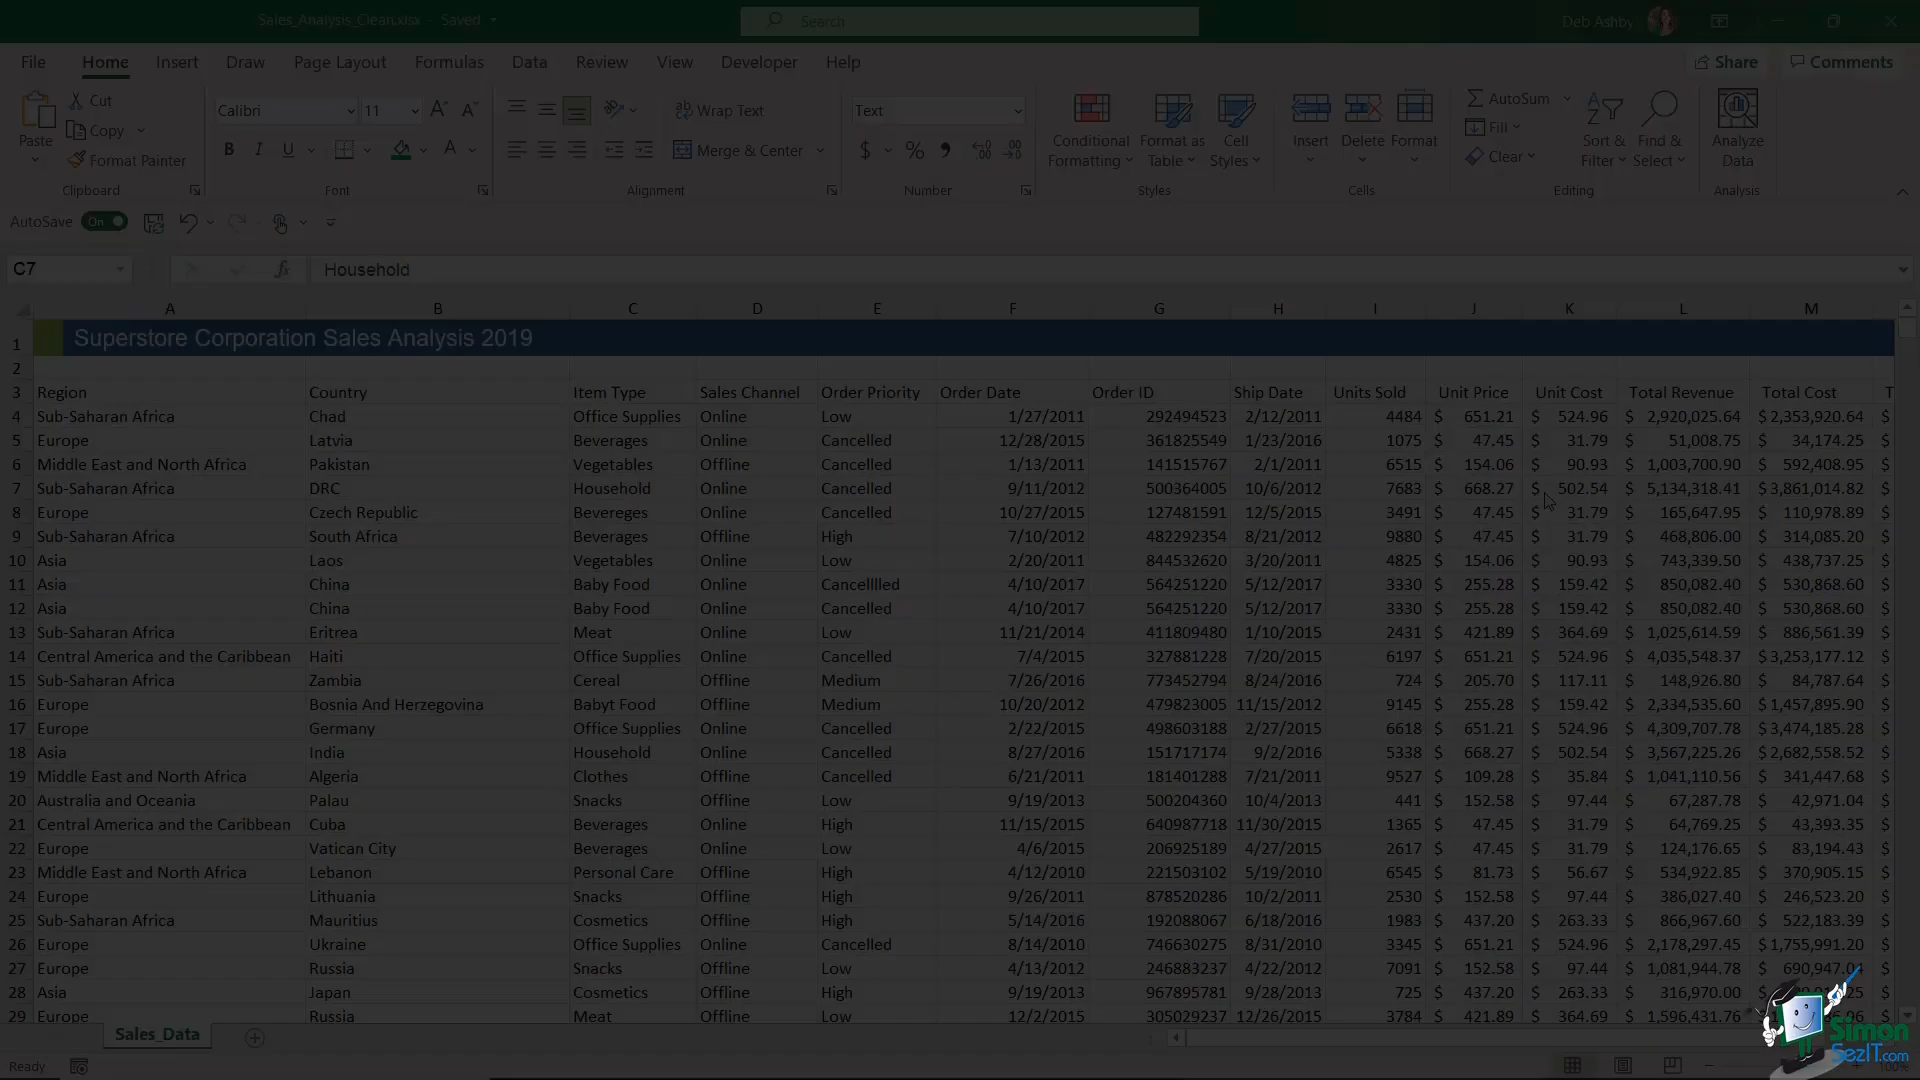 Sales_Analysis_Clean.xlsx - Saved
Search
Deb Ashby
File Home Insert Draw Page Layout Formulas Data Review View Developer Help
Share Comments
Paste Cut Copy Format Painter Clipboard
Calibri 11 B I U A Font
Wrap Text Merge & Center Alignment
Text $ % Number
Conditional Formatting Format as Table Cell Styles Styles
Insert Delete Format Cells
AutoSum Fill Clear Sort & Filter Find & Select Editing
Analyze Data Analysis
AutoSave On
C7 fx Household
A B C D E F G H I J K L M
1 Superstore Corporation Sales Analysis 2019
2
3 Region Country Item Type Sales Channel Order Priority Order Date Order ID Ship Date Units Sold Unit Price Unit Cost Total Revenue Total Cost T
4 Sub-Saharan Africa Chad Office Supplies Online Low 1/27/2011 292494523 2/12/2011 4484 $ 651.21 $ 524.96 $ 2,920,025.64 $ 2,353,920.64 $
5 Europe Latvia Beverages Online Cancelled 12/28/2015 361825549 1/23/2016 1075 $ 47.45 $ 31.79 $ 51,008.75 $ 34,174.25 $
6 Middle East and North Africa Pakistan Vegetables Offline Cancelled 1/13/2011 141515767 2/1/2011 6515 $ 154.06 $ 90.93 $ 1,003,700.90 $ 592,408.95 $
7 Sub-Saharan Africa DRC Household Online Cancelled 9/11/2012 500364005 10/6/2012 7683 $ 668.27 $ 502.54 $ 5,134,318.41 $ 3,861,014.82 $
8 Europe Czech Republic Bevereges Online Cancelled 10/27/2015 127481591 12/5/2015 3491 $ 47.45 $ 31.79 $ 165,647.95 $ 110,978.89 $
9 Sub-Saharan Africa South Africa Beverages Offline High 7/10/2012 482292354 8/21/2012 9880 $ 47.45 $ 31.79 $ 468,806.00 $ 314,085.20 $
10 Asia Laos Vegetables Online Low 2/20/2011 844532620 3/20/2011 4825 $ 154.06 $ 90.93 $ 743,339.50 $ 438,737.25 $
11 Asia China Baby Food Online Cancelllled 4/10/2017 564251220 5/12/2017 3330 $ 255.28 $ 159.42 $ 850,082.40 $ 530,868.60 $
12 Asia China Baby Food Online Cancelled 4/10/2017 564251220 5/12/2017 3330 $ 255.28 $ 159.42 $ 850,082.40 $ 530,868.60 $
13 Sub-Saharan Africa Eritrea Meat Online Low 11/21/2014 411809480 1/10/2015 2431 $ 421.89 $ 364.69 $ 1,025,614.59 $ 886,561.39 $
14 Central America and the Caribbean Haiti Office Supplies Online Cancelled 7/4/2015 327881228 7/20/2015 6197 $ 651.21 $ 524.96 $ 4,035,548.37 $ 3,253,177.12 $
15 Sub-Saharan Africa Zambia Cereal Offline Medium 7/26/2016 773452794 8/24/2016 724 $ 205.70 $ 117.11 $ 148,926.80 $ 84,787.64 $
16 Europe Bosnia And Herzegovina Babyt Food Offline Medium 10/20/2012 479823005 11/15/2012 9145 $ 255.28 $ 159.42 $ 2,334,535.60 $ 1,457,895.90 $
17 Europe Germany Office Supplies Online Cancelled 2/22/2015 498603188 2/27/2015 6618 $ 651.21 $ 524.96 $ 4,309,707.78 $ 3,474,185.28 $
18 Asia India Household Online Cancelled 8/27/2016 151717174 9/2/2016 5338 $ 668.27 $ 502.54 $ 3,567,225.26 $ 2,682,558.52 $
19 Middle East and North Africa Algeria Clothes Offline Cancelled 6/21/2011 181401288 7/21/2011 9527 $ 109.28 $ 35.84 $ 1,041,110.56 $ 341,447.68 $
20 Australia and Oceania Palau Snacks Offline Low 9/19/2013 500204360 10/4/2013 441 $ 152.58 $ 97.44 $ 67,287.78 $ 42,971.04 $
21 Central America and the Caribbean Cuba Beverages Online High 11/15/2015 640987718 11/30/2015 1365 $ 47.45 $ 31.79 $ 64,769.25 $ 43,393.35 $
22 Europe Vatican City Beverages Online Low 4/6/2015 206925189 4/27/2015 2617 $ 47.45 $ 31.79 $ 124,176.65 $ 83,194.43 $
23 Middle East and North Africa Lebanon Personal Care Offline High 4/12/2010 221503102 5/19/2010 6545 $ 81.73 $ 56.67 $ 534,922.85 $ 370,905.15 $
24 Europe Lithuania Snacks Offline High 9/26/2011 878520286 10/2/2011 2530 $ 152.58 $ 97.44 $ 386,027.40 $ 246,523.20 $
25 Sub-Saharan Africa Mauritius Cosmetics Offline High 5/14/2016 192088067 6/18/2016 1983 $ 437.20 $ 263.33 $ 866,967.60 $ 522,183.39 $
26 Europe Ukraine Office Supplies Online Cancelled 8/14/2010 746630275 8/31/2010 3345 $ 651.21 $ 524.96 $ 2,178,297.45 $ 1,755,991.20 $
27 Europe Russia Snacks Offline Low 4/13/2012 246883237 4/22/2012 7091 $ 152.58 $ 97.44 $ 1,081,944.78 $ 690,947.04 $
28 Asia Japan Cosmetics Offline High 9/19/2013 967895781 9/28/2013 725 $ 437.20 $ 263.33 $ 316,970.00 $
29 Europe Russia Meat Offline Low 12/2/2015 305029237 12/26/2015 3784 $ 421.89 $ 364.69 $ 1,596,431.76 $
Sales_Data
Simon SezIT.com
Ready 100%